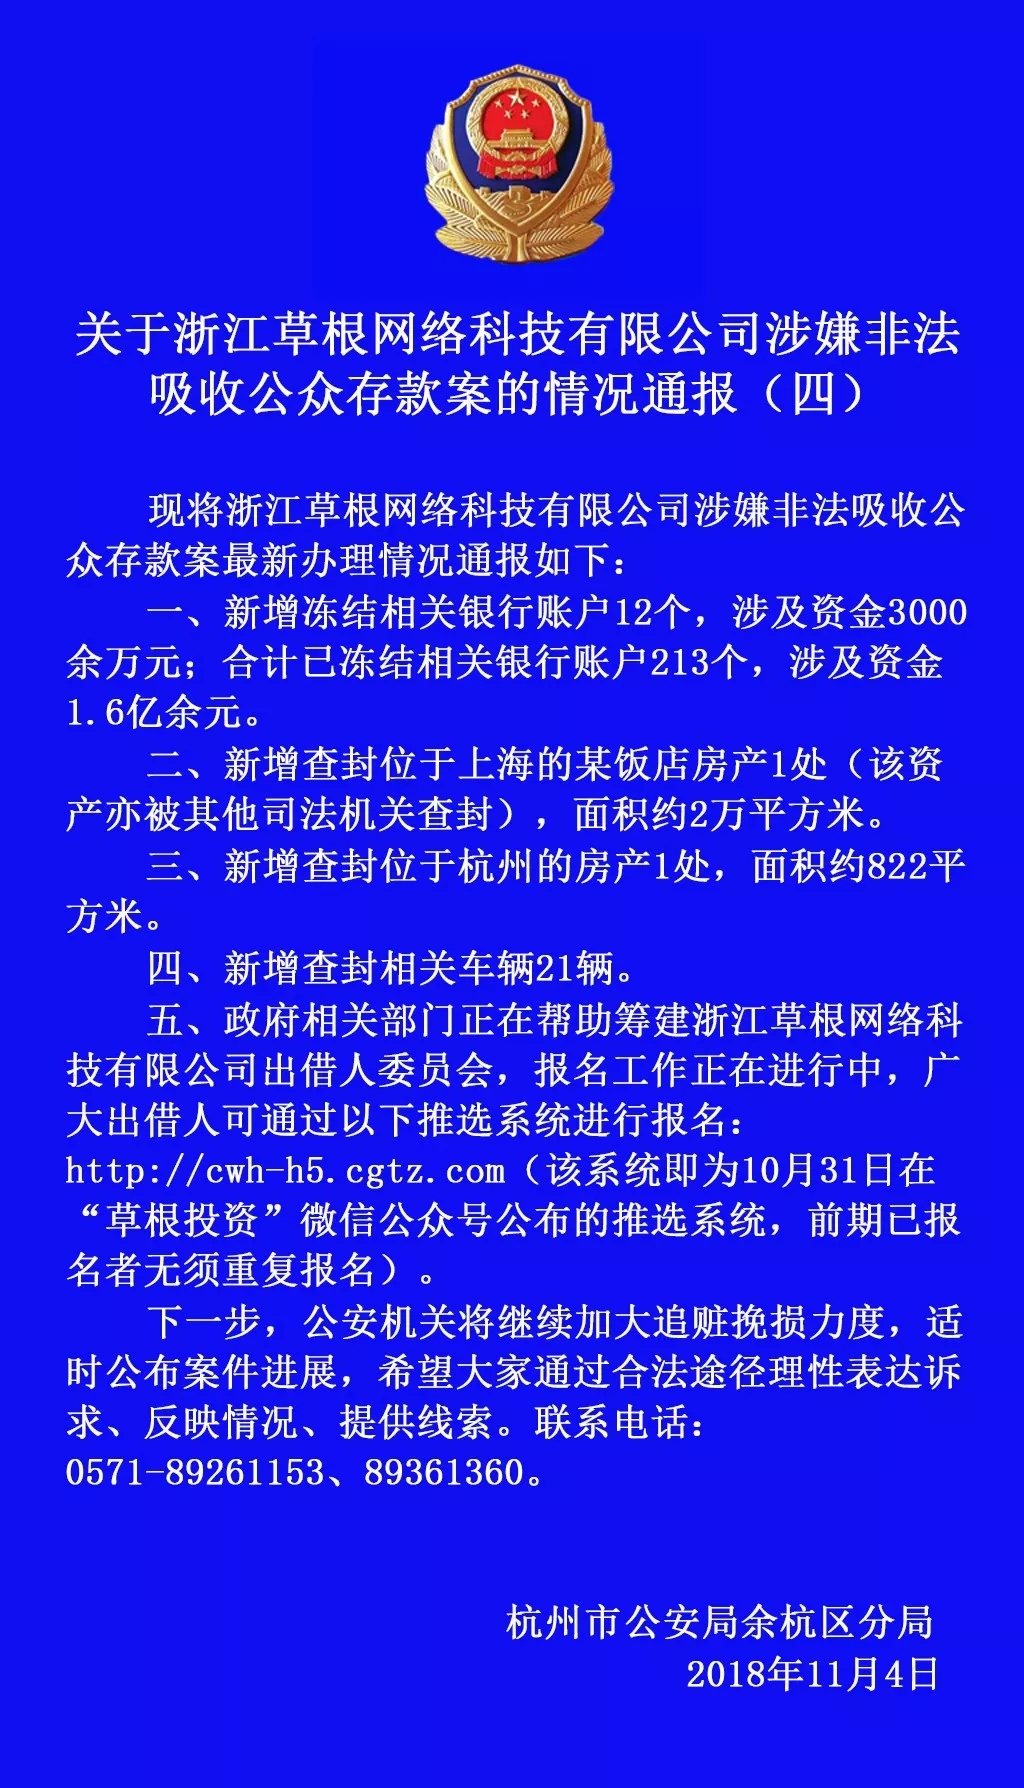 关于浙江草根网络科技有限公司涉嫌非法
吸收公众存款案的情况通报（四）
现将浙江草根网络科技有限公司涉嫌非法吸收公
众存款案最新办理情况通报如下：
一、新增冻结相关银行账户12个，涉及资金3000
余万元；合计已冻结相关银行账户213个，涉及资金
1.6亿余元。
二、新增查封位于上海的某饭店房产1处（该资
产亦被其他司法机关查封），面积约2万平方米。
三、新增查封位于杭州的房产1处，面积约822平
方米。
四、新增查封相关车辆21辆。
五、政府相关部门正在帮助筹建浙江草根网络科
技有限公司出借人委员会，报名工作正在进行中，广
大出借人可通过以下推选系统进行报名：
http://cwh-h5.cgtz.com（该系统即为10月31日在
“草根投资”微信公众号公布的推选系统，前期已报
名者无须重复报名）。
下一步，公安机关将继续加大追赃挽损力度，适
时公布案件进展，希望大家通过合法途径理性表达诉
求、反映情况、提供线索。联系电话：
0571-89261153、89361360。
杭州市公安局余杭区分局
2018年11月4日